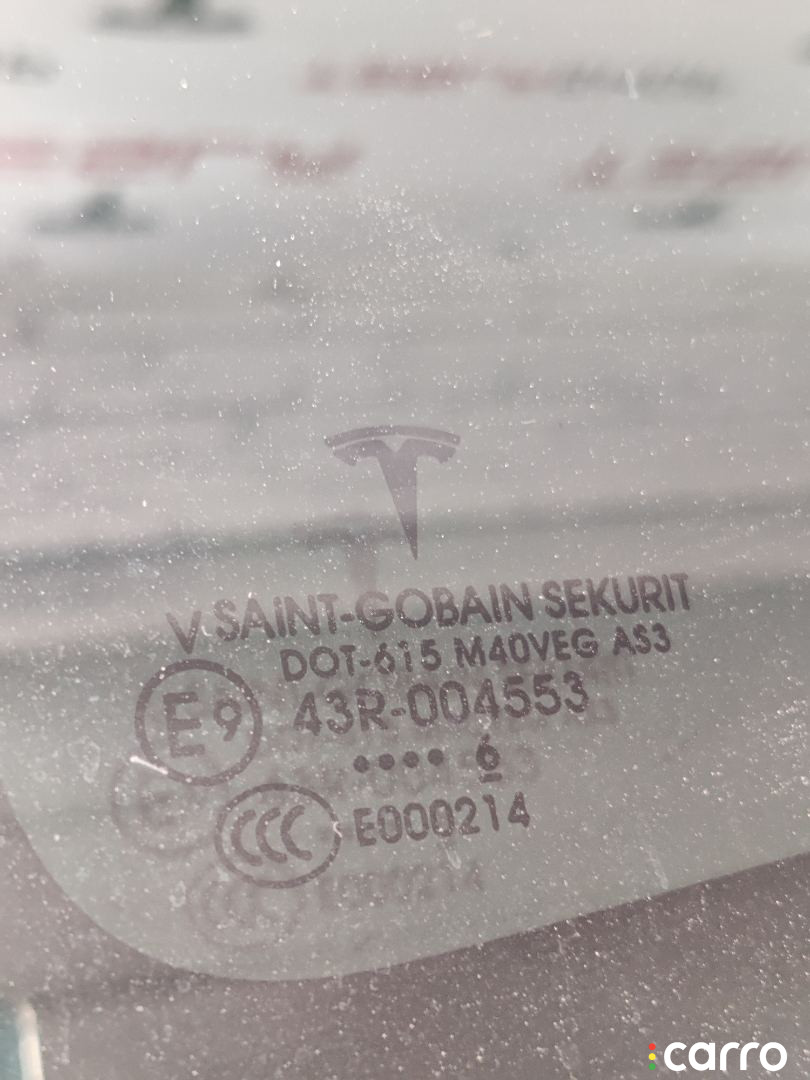 V SAINT-GOBAIN SEKURIT
DOT-615 M40VEG AS3
E9 43R-004553
•••• 6
CCC E000214
carro